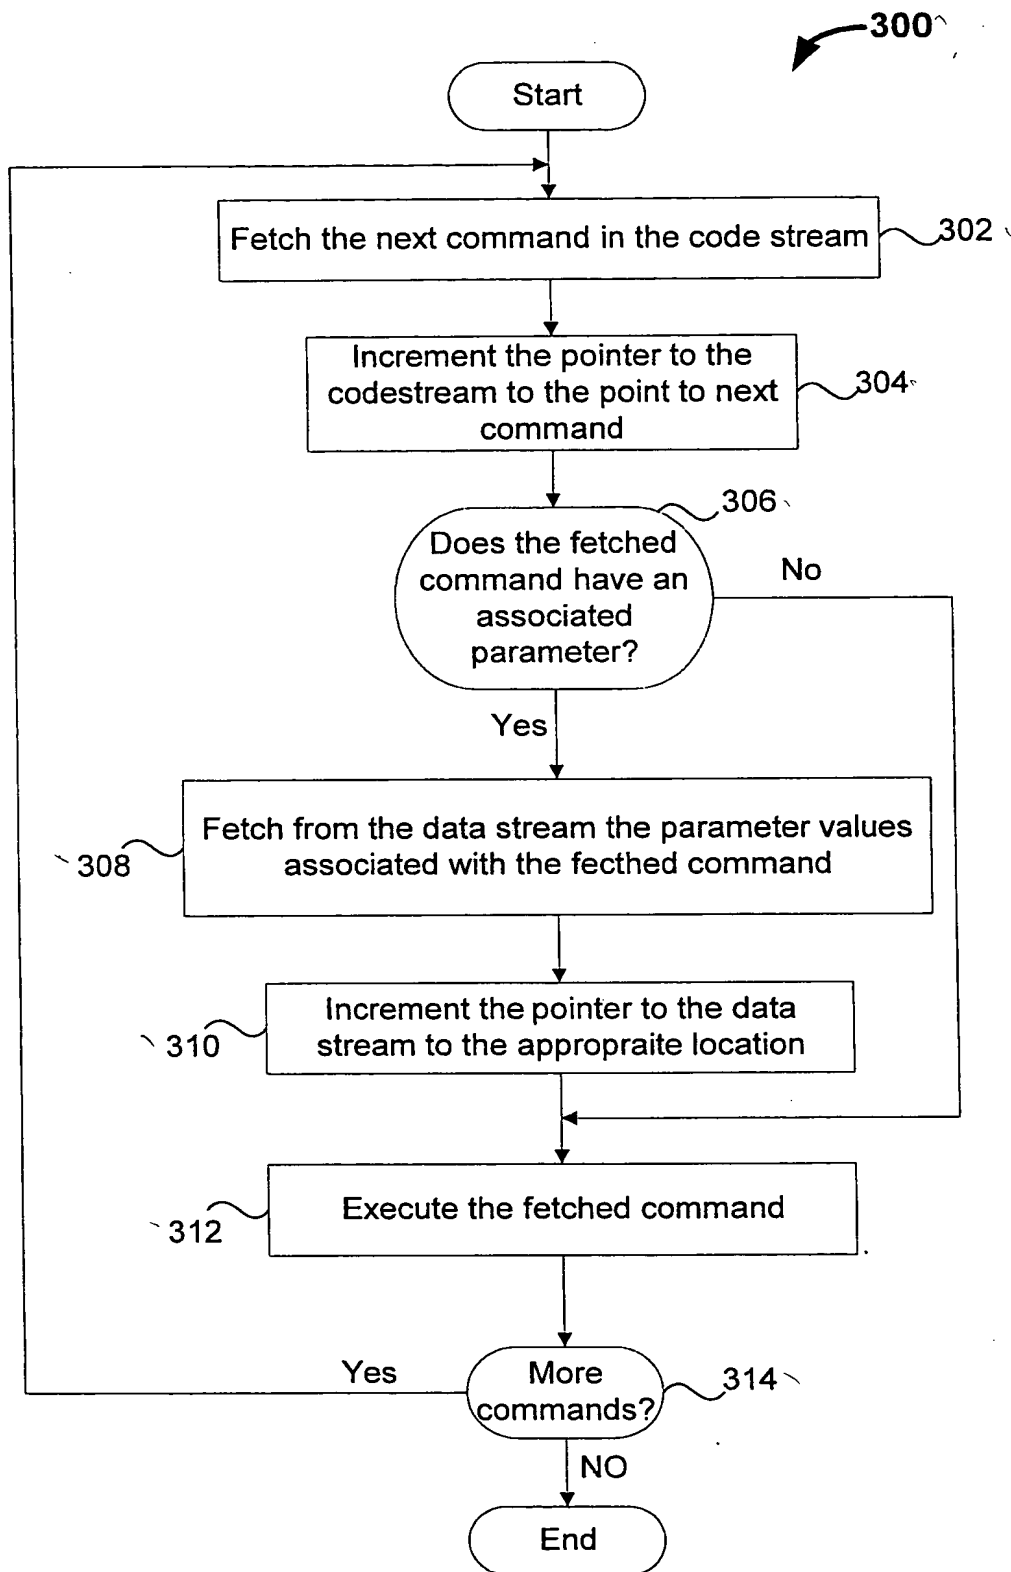 300
Start
Fetch the next command in the code stream
302
Increment the pointer to the
codestream to the point to next
command
304
306
Does the fetched
command have an
associated
parameter?
No
Yes
Fetch from the data stream the parameter values
associated with the fecthed command
308
Increment the pointer to the data
stream to the appropraite location
310
Execute the fetched command
312
Yes
More
commands?
314
NO
End